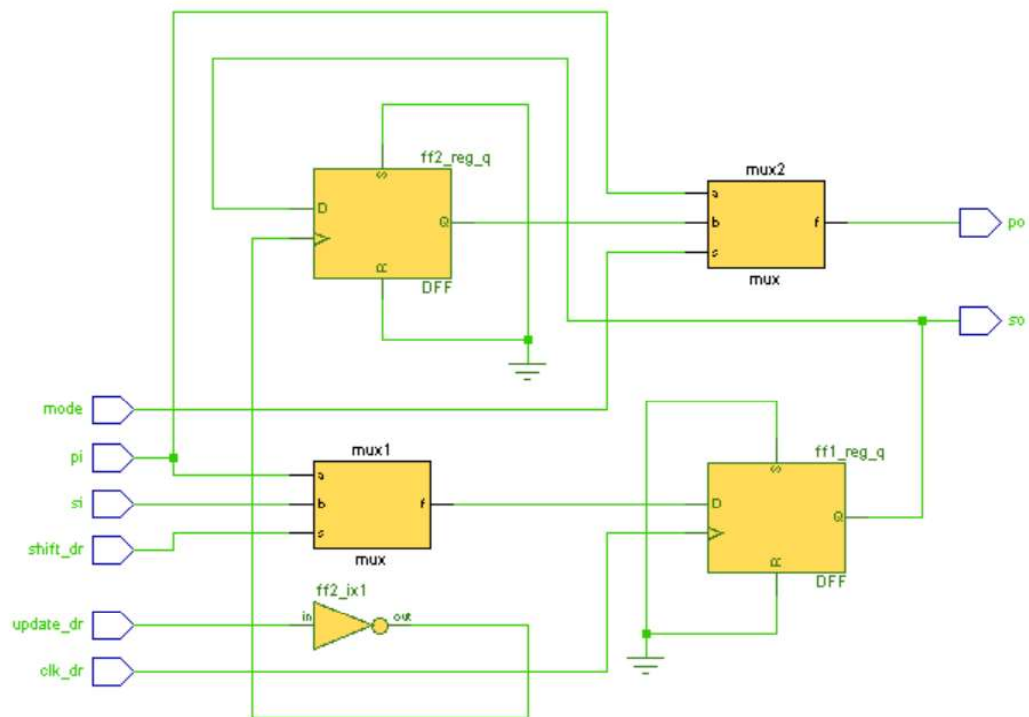 ff2_reg_q
S
D
Q
R
DFF
mux2
a
b
s
f
mux
po
so
mode
pi
si
shift_dr
update_dr
clk_dr
mux1
a
b
s
f
mux
ff2_ix1
in
out
ff1_reg_q
S
D
Q
R
DFF